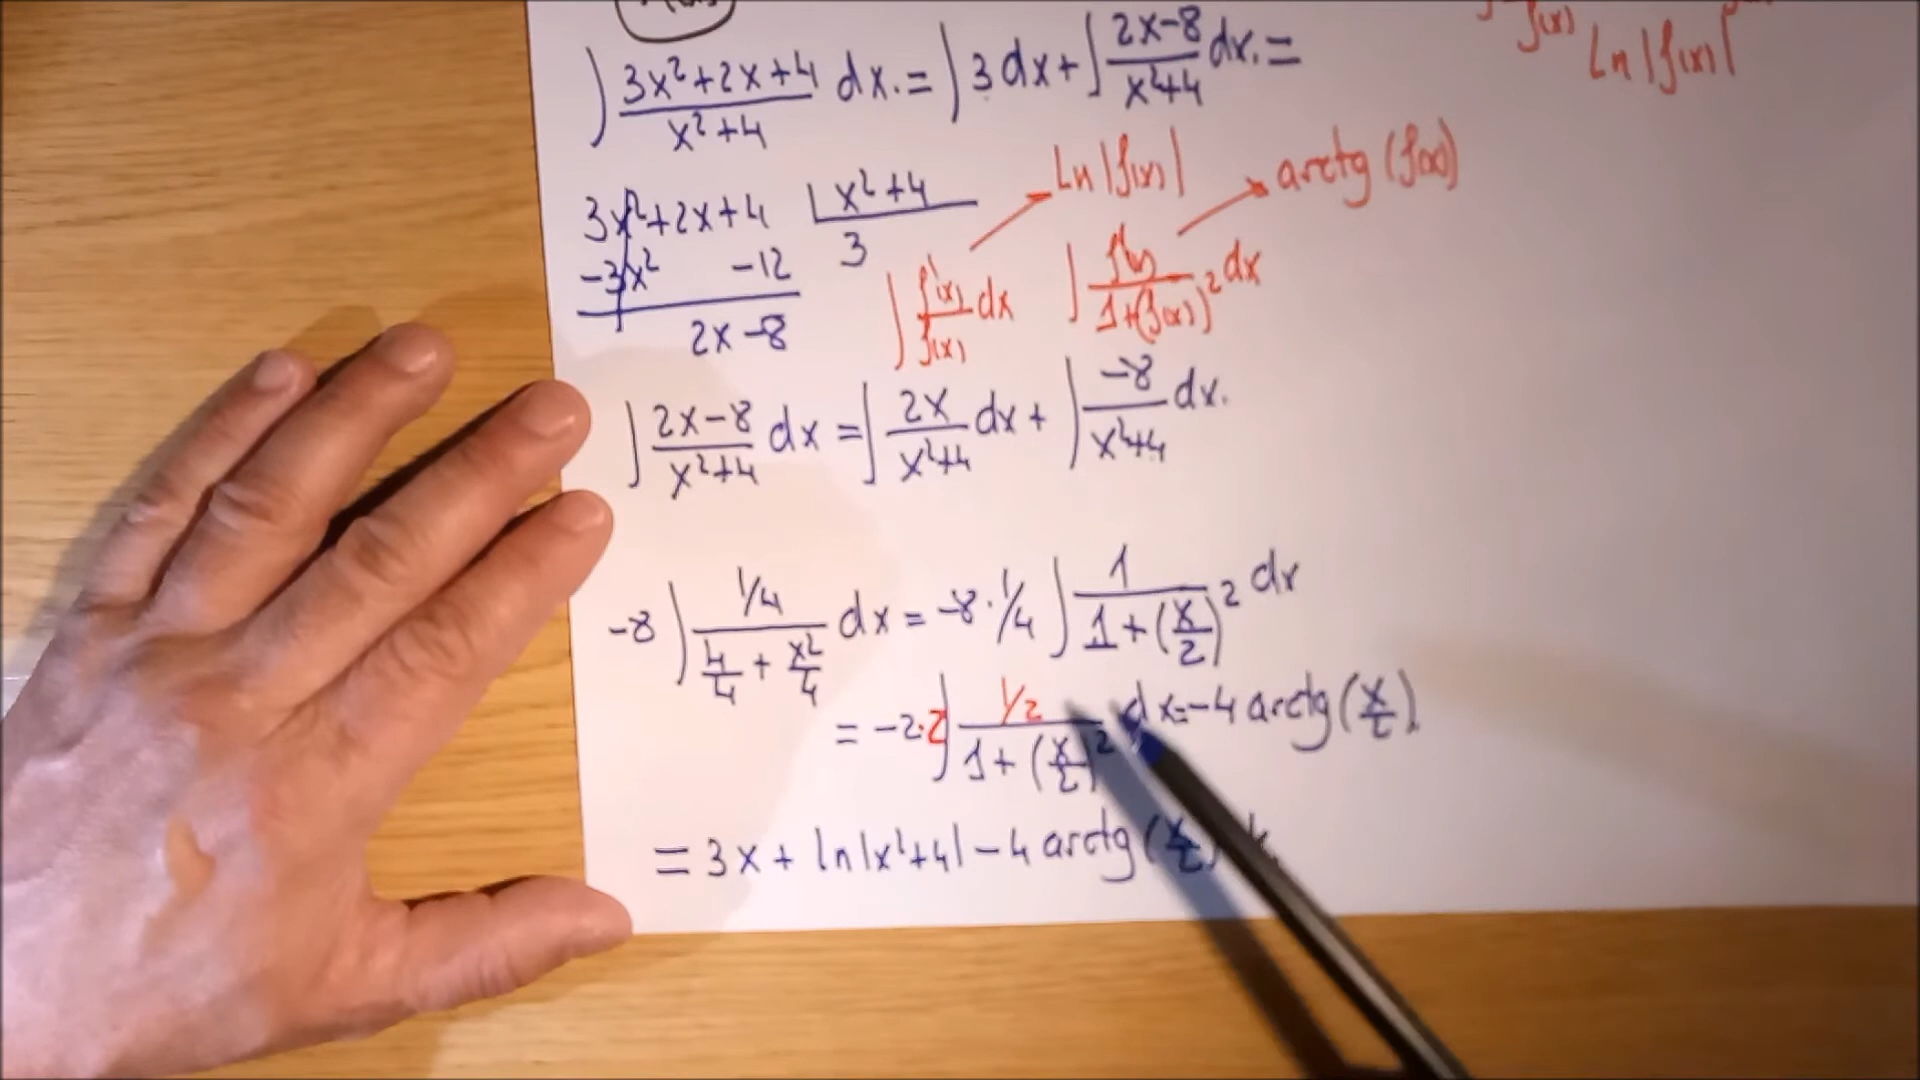 ∫ (3x²+2x+4)/(x²+4) dx. = ∫ 3 dx + ∫ (2x-8)/(x²+4) dx. =
f(x) Ln |f(x)|
3x²+2x+4 | x²+4
-3x² -12 3
2x -8
Ln |f(x)| arctg (f(x))
∫ f'(x)/f(x) dx ∫ f'(x)/(1+(f(x))²) dx
∫ (2x-8)/(x²+4) dx = ∫ 2x/(x²+4) dx + ∫ -8/(x²+4) dx.
-8 ∫ (1/4)/(4/4 + x²/4) dx = -8·1/4 ∫ 1/(1+(x/2)²) dx
= -2·2 ∫ (1/2)/(1+(x/2)²) dx = -4 arctg (x/2).
= 3x + ln |x²+4| - 4 arctg (x/2)